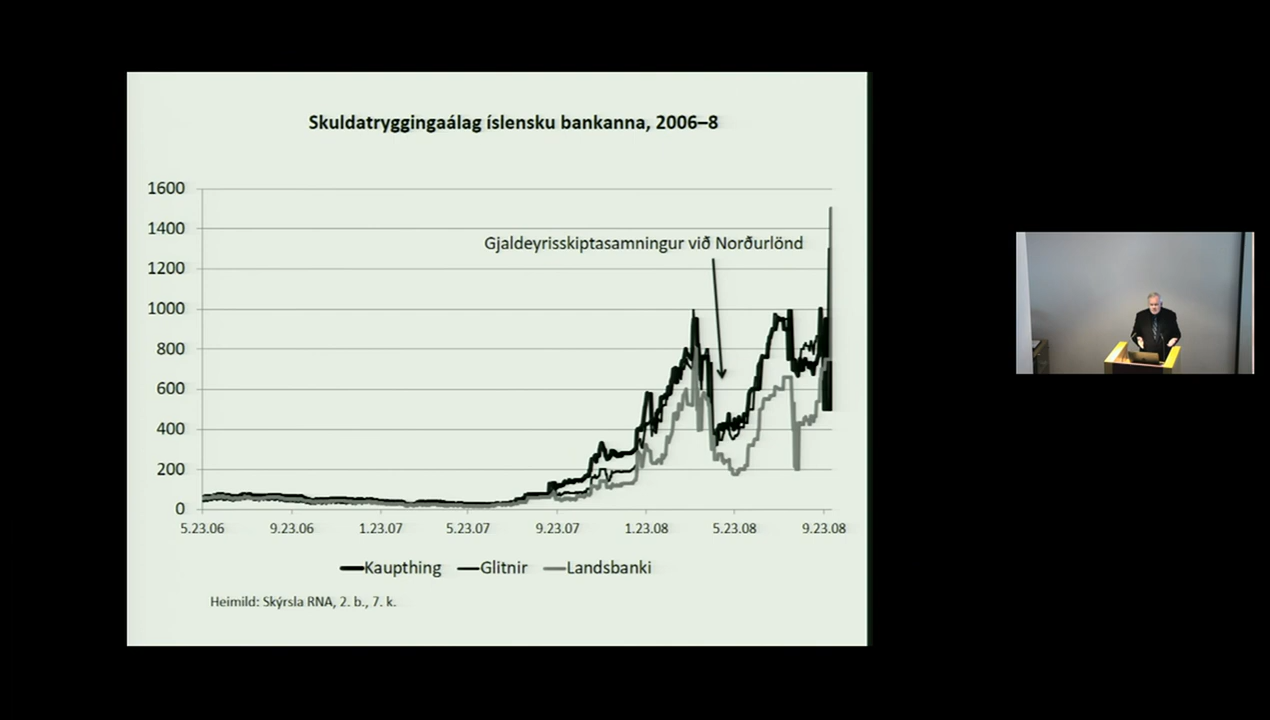 Skuldatryggingaálag íslensku bankanna, 2006–8
1600
1400
1200
1000
800
600
400
200
0
Gjaldeyrisskiptasamningur við Norðurlönd
5.23.06 9.23.06 1.23.07 5.23.07 9.23.07 1.23.08 5.23.08 9.23.08
Kaupthing Glitnir Landsbanki
Heimild: Skýrsla RNA, 2. b., 7. k.